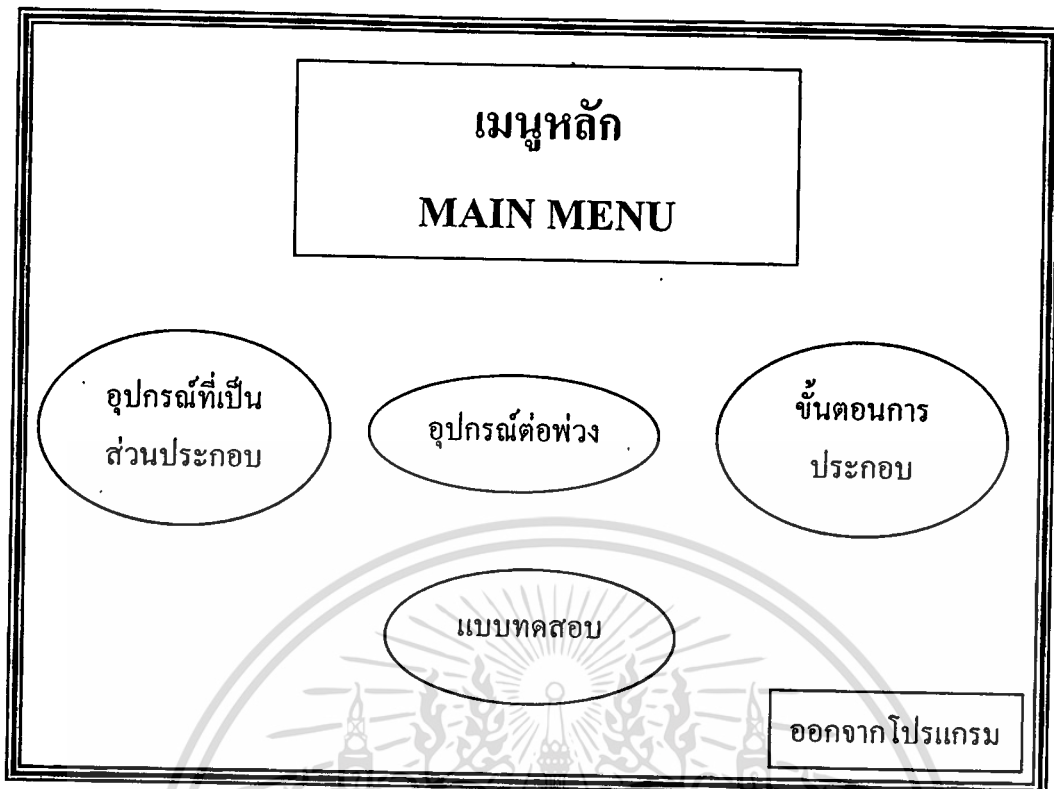 เมนูหลัก
MAIN MENU
อุปกรณ์ที่เป็น
ส่วนประกอบ
อุปกรณ์ต่อพ่วง
ขั้นตอนการ
ประกอบ
แบบทดสอบ
ออกจากโปรแกรม